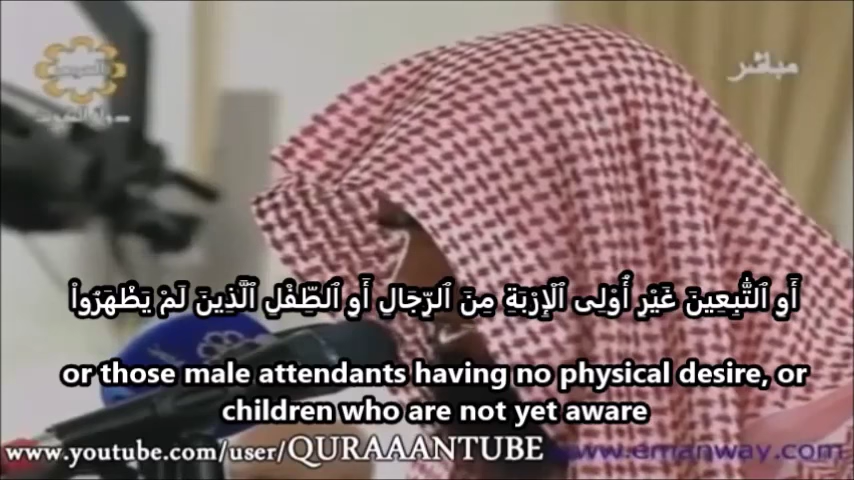 مباشر
أَوِ ٱلتَّٰبِعِينَ غَيْرِ أُو۟لِى ٱلْإِرْبَةِ مِنَ ٱلرِّجَالِ أَوِ ٱلطِّفْلِ ٱلَّذِينَ لَمْ يَظْهَرُوا۟
or those male attendants having no physical desire, or
children who are not yet aware
www.youtube.com/user/QURAAANTUBE
www.emanway.com